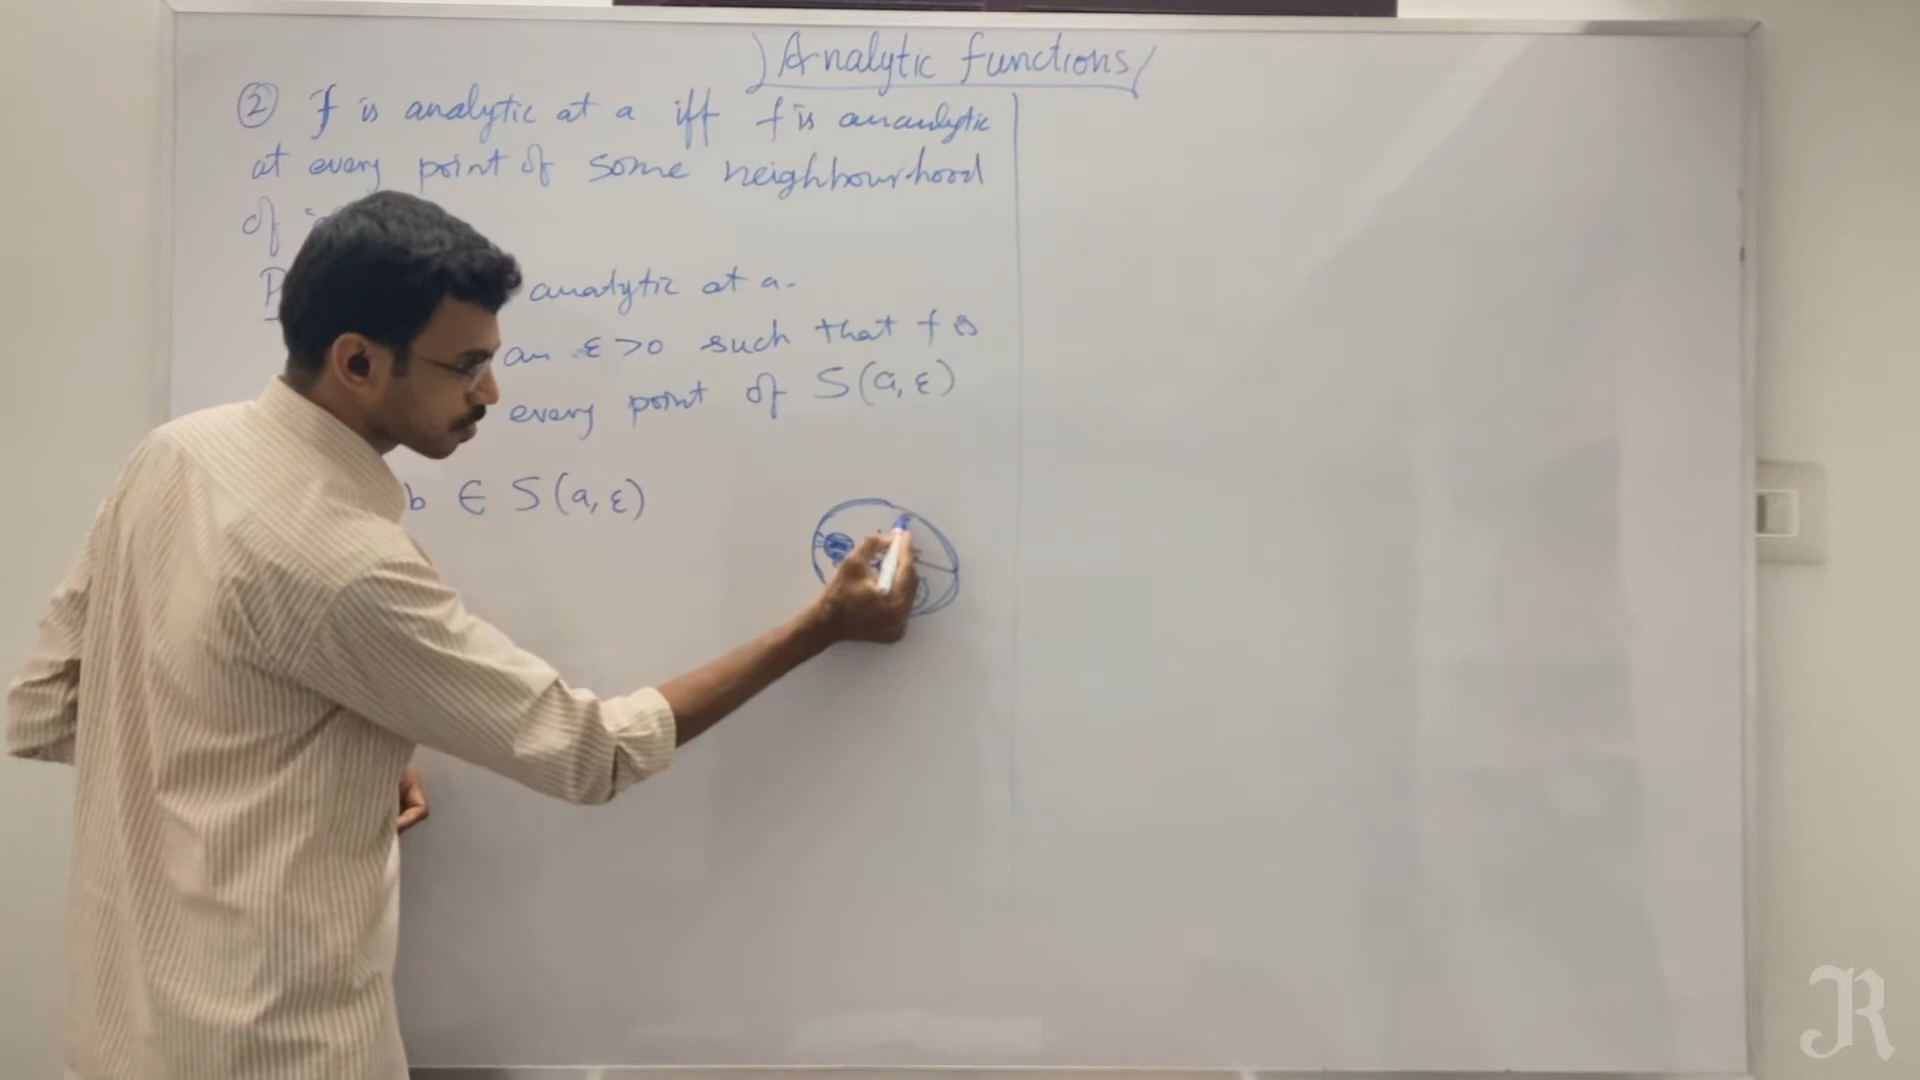 Analytic functions
② f is analytic at a iff f is anaulytic
at every point of some neighbourhood
of
analytic at a.
an ε>0 such that f is
every point of S(a, ε)
b ∈ S(a, ε)
R